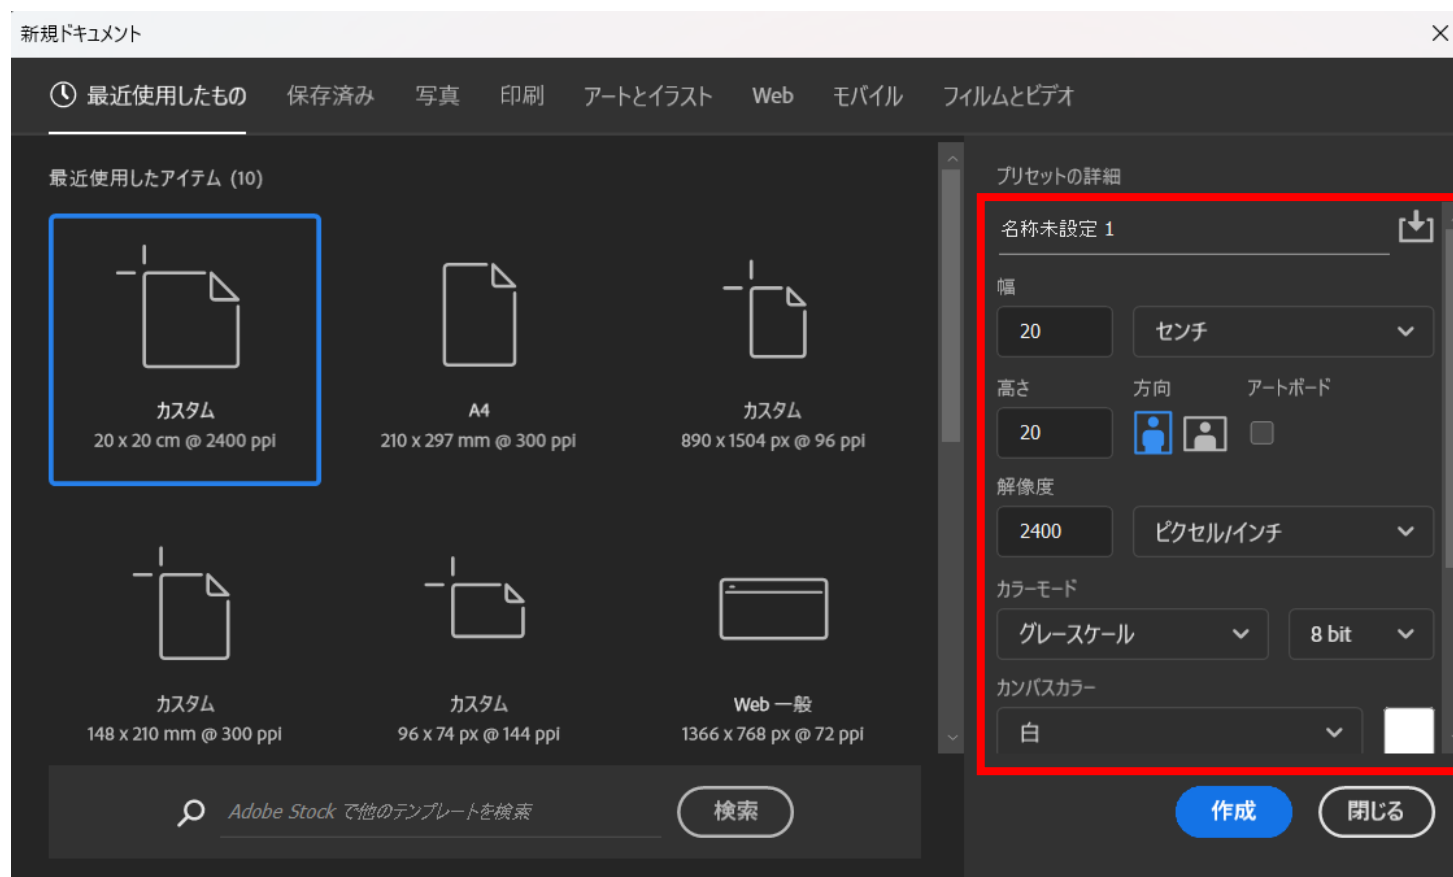 新規ドキュメント
最近使用したもの 保存済み 写真 印刷 アートとイラスト Web モバイル フィルムとビデオ
最近使用したアイテム (10)
カスタム
20 x 20 cm @ 2400 ppi
A4
210 x 297 mm @ 300 ppi
カスタム
890 x 1504 px @ 96 ppi
カスタム
148 x 210 mm @ 300 ppi
カスタム
96 x 74 px @ 144 ppi
Web 一般
1366 x 768 px @ 72 ppi
Adobe Stock で他のテンプレートを検索
検索
プリセットの詳細
名称未設定 1
幅
20 センチ
高さ 方向 アートボード
20
解像度
2400 ピクセル/インチ
カラーモード
グレースケール 8 bit
カンバスカラー
白
作成 閉じる